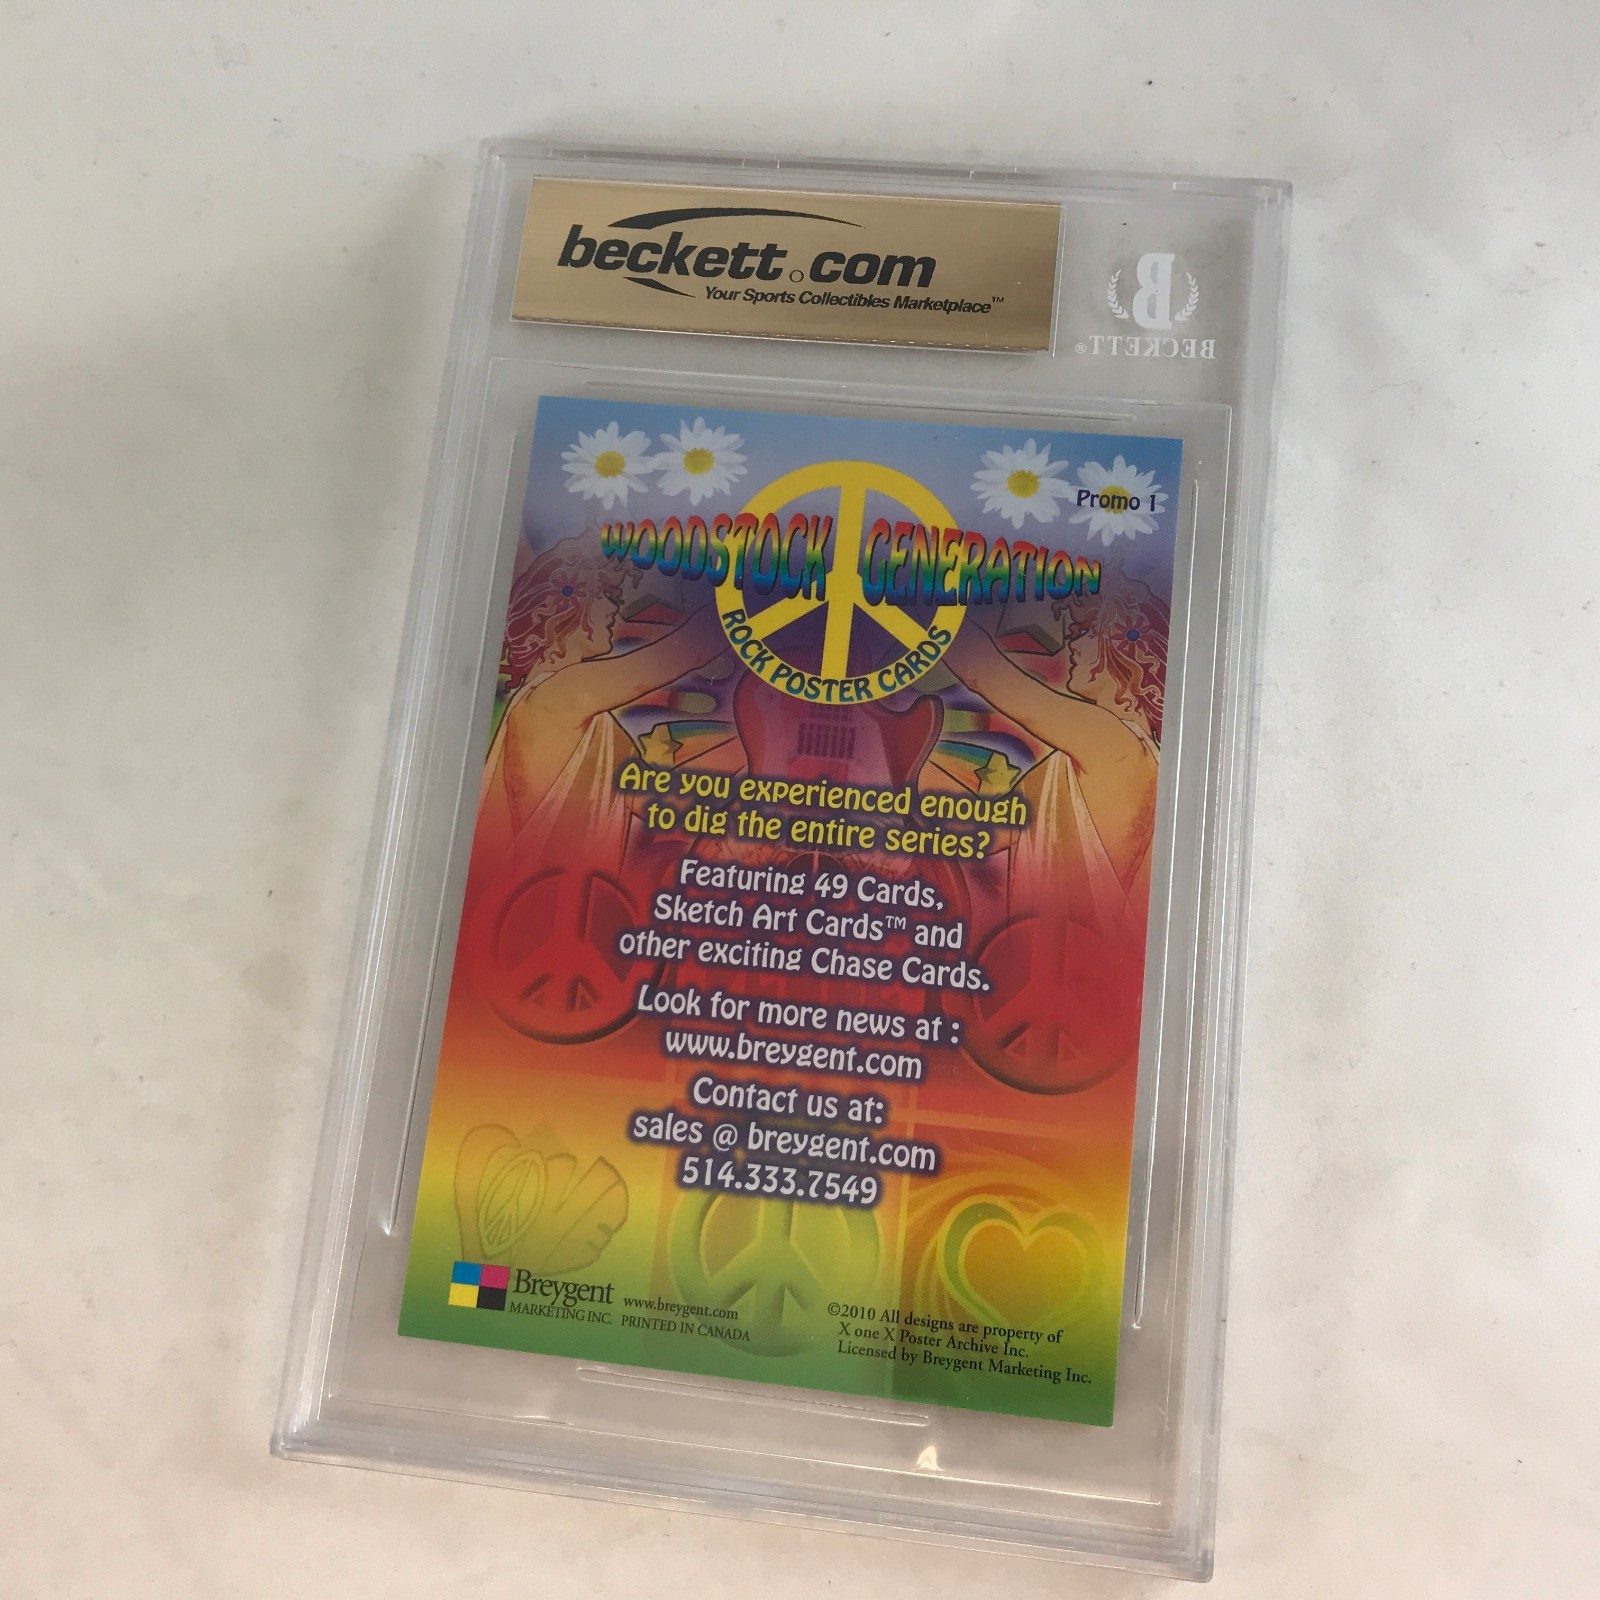 beckett.com
Your Sports Collectibles Marketplace™
B
BECKETT®
Promo 1
WOODSTOCK GENERATION
ROCK POSTER CARDS
Are you experienced enough
to dig the entire series?
Featuring 49 Cards,
Sketch Art Cards™ and
other exciting Chase Cards.
Look for more news at :
www.breygent.com
Contact us at:
sales @ breygent.com
514.333.7549
LOVE
Breygent
MARKETING INC.
www.breygent.com
PRINTED IN CANADA
©2010 All designs are property of
X one X Poster Archive Inc.
Licensed by Breygent Marketing Inc.